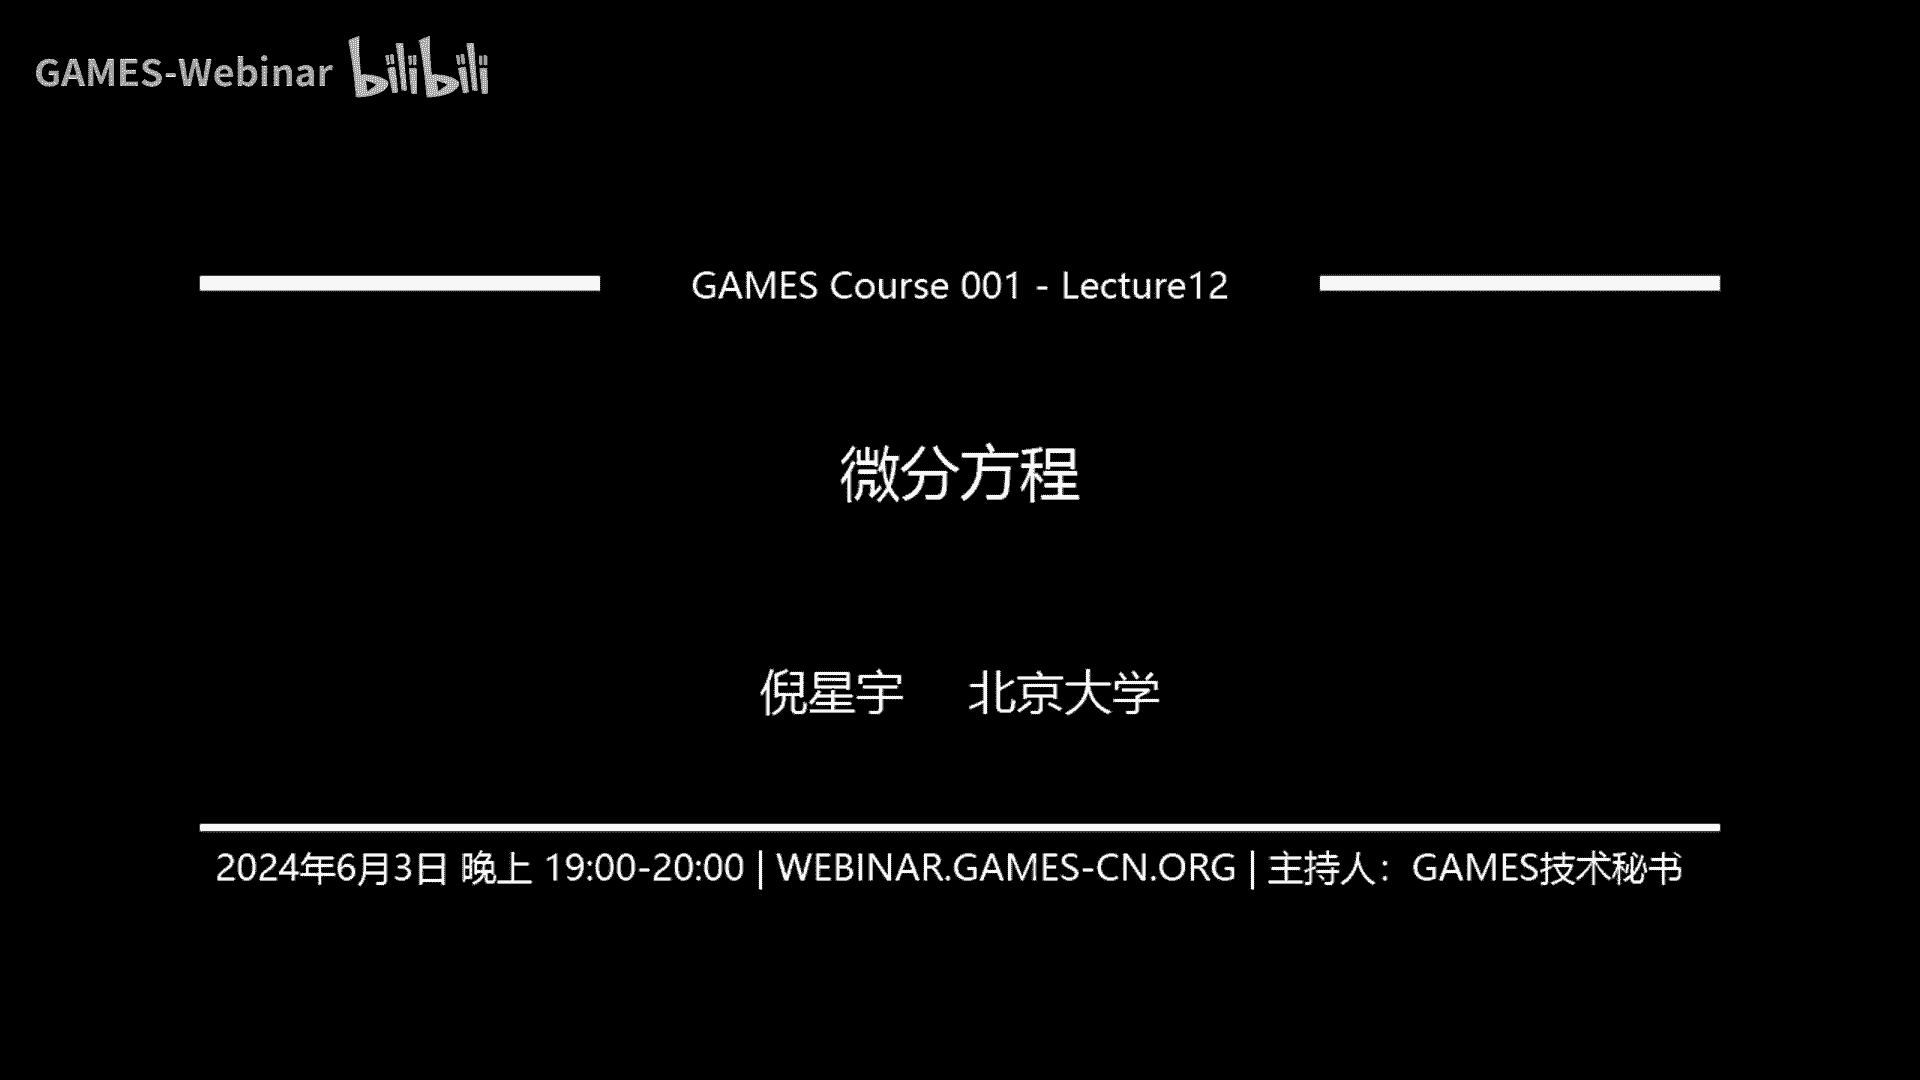 GAMES-Webinar bilibili
GAMES Course 001 - Lecture12
微分方程
倪星宇 北京大学
2024年6月3日 晚上 19:00-20:00 | WEBINAR.GAMES-CN.ORG | 主持人：GAMES技术秘书